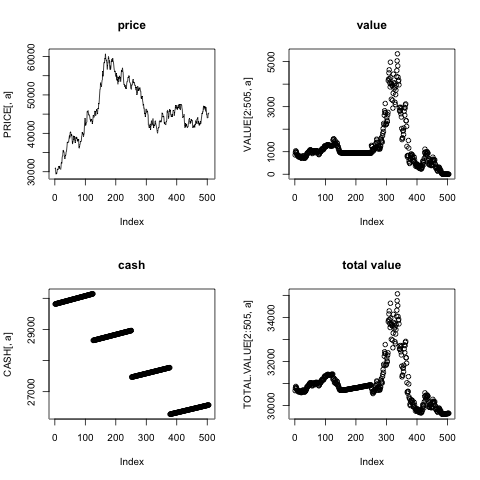 price
PRICE[, a]
30000 40000 50000 60000
0 100 200 300 400 500
Index
value
VALUE[2:505, a]
0 1000 3000 5000
0 100 200 300 400 500
Index
cash
CASH[, a]
27000 29000
0 100 200 300 400 500
Index
total value
TOTAL.VALUE[2:505, a]
30000 32000 34000
0 100 200 300 400 500
Index